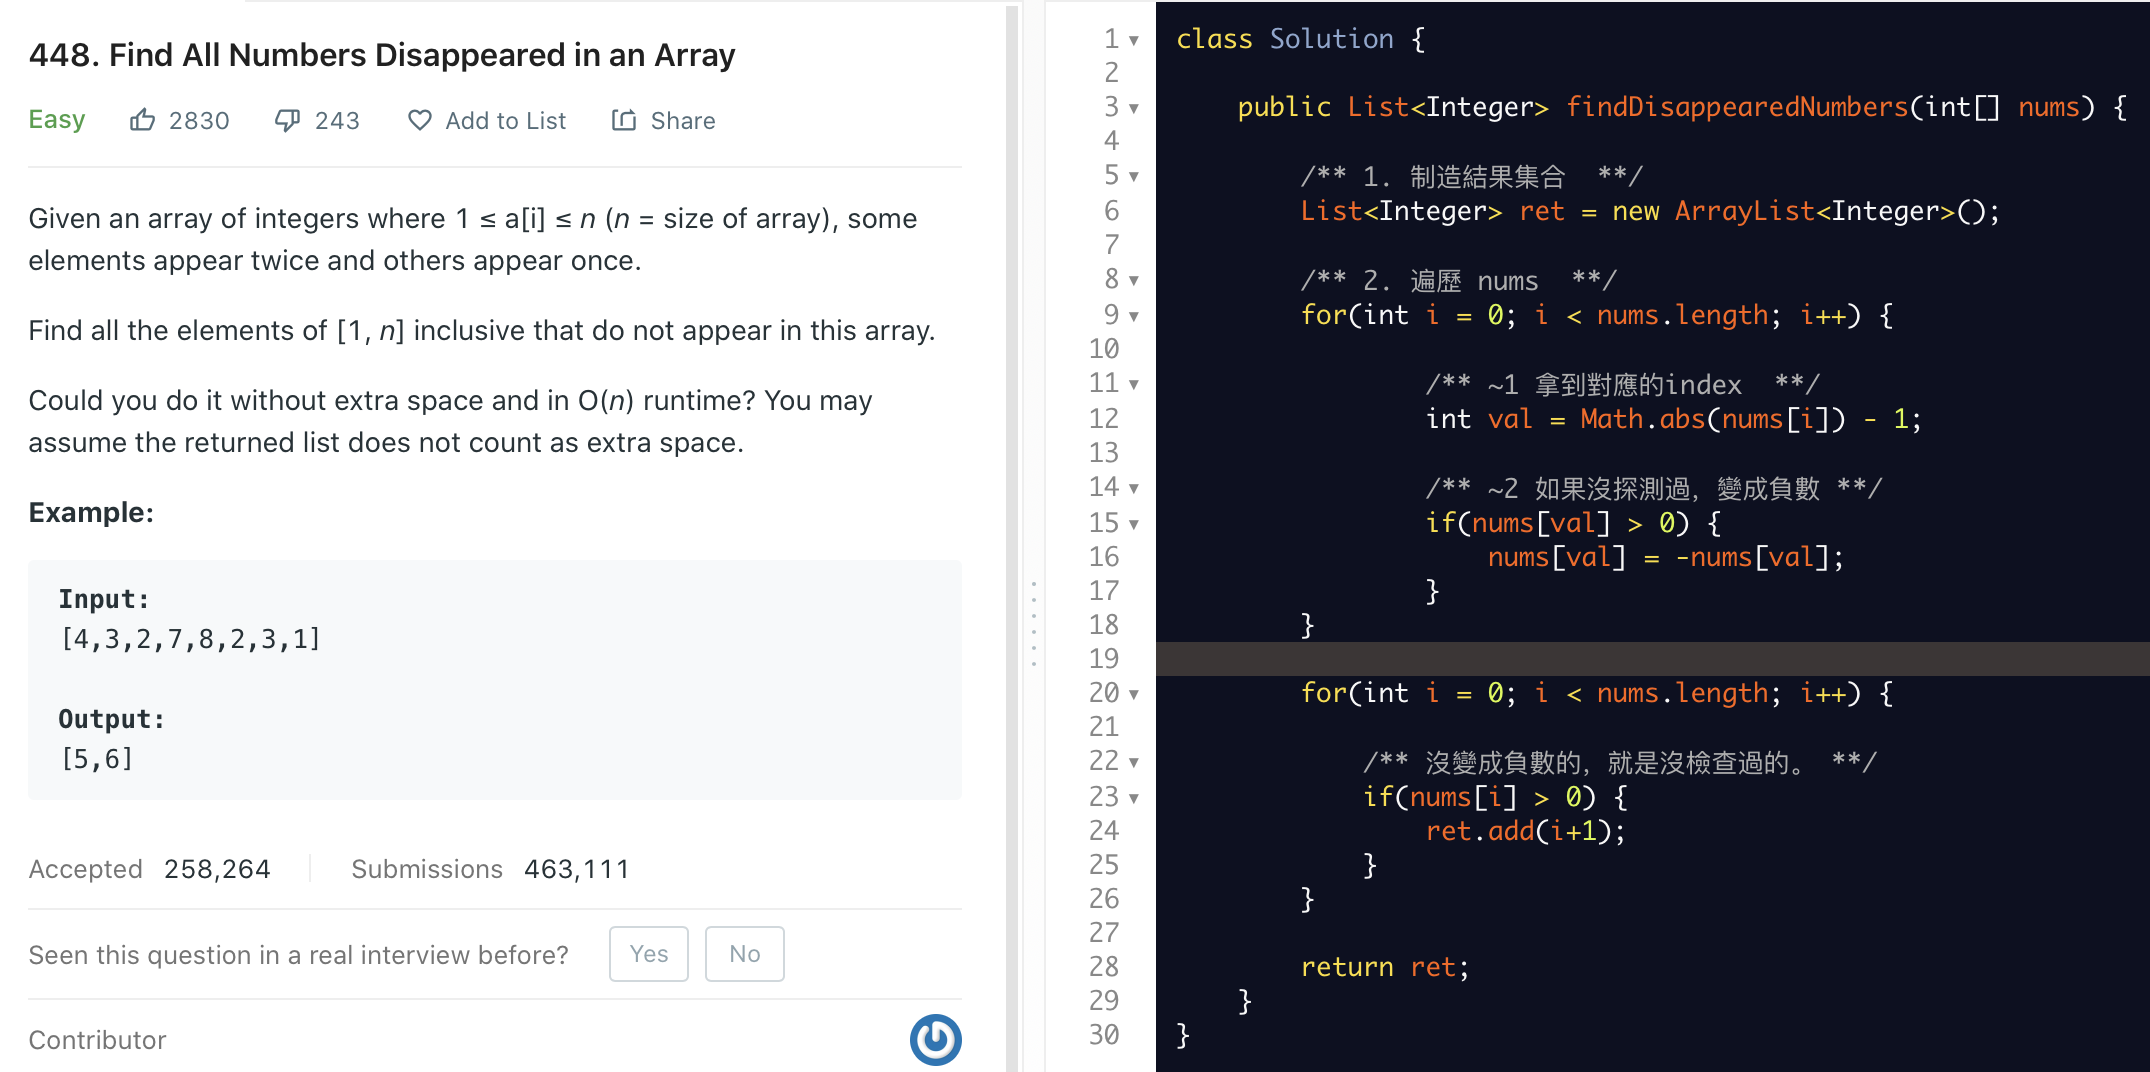 448. Find All Numbers Disappeared in an Array
Easy 2830 243 Add to List Share
Given an array of integers where 1 ≤ a[i] ≤ n (n = size of array), some
elements appear twice and others appear once.
Find all the elements of [1, n] inclusive that do not appear in this array.
Could you do it without extra space and in O(n) runtime? You may
assume the returned list does not count as extra space.
Example:
Input:
[4,3,2,7,8,2,3,1]
Output:
[5,6]
Accepted 258,264 Submissions 463,111
Seen this question in a real interview before? Yes No
Contributor
1 class Solution {
2
3 public List<Integer> findDisappearedNumbers(int[] nums) {
4
5 /** 1. 制造結果集合 **/
6 List<Integer> ret = new ArrayList<Integer>();
7
8 /** 2. 遍歷 nums **/
9 for(int i = 0; i < nums.length; i++) {
10
11 /** ~1 拿到對應的index **/
12 int val = Math.abs(nums[i]) - 1;
13
14 /** ~2 如果沒探測過，變成負數 **/
15 if(nums[val] > 0) {
16 nums[val] = -nums[val];
17 }
18 }
19
20 for(int i = 0; i < nums.length; i++) {
21
22 /** 沒變成負數的，就是沒檢查過的。 **/
23 if(nums[i] > 0) {
24 ret.add(i+1);
25 }
26 }
27
28 return ret;
29 }
30 }